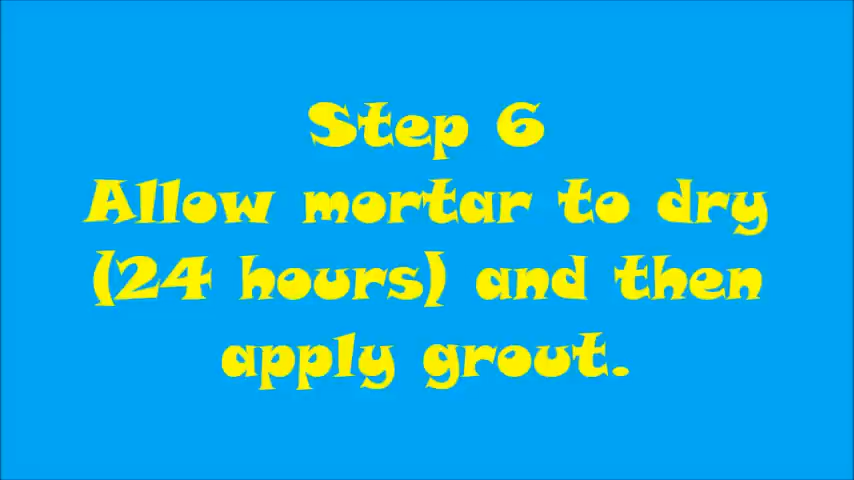 Step 6
Allow mortar to dry
(24 hours) and then
apply grout.